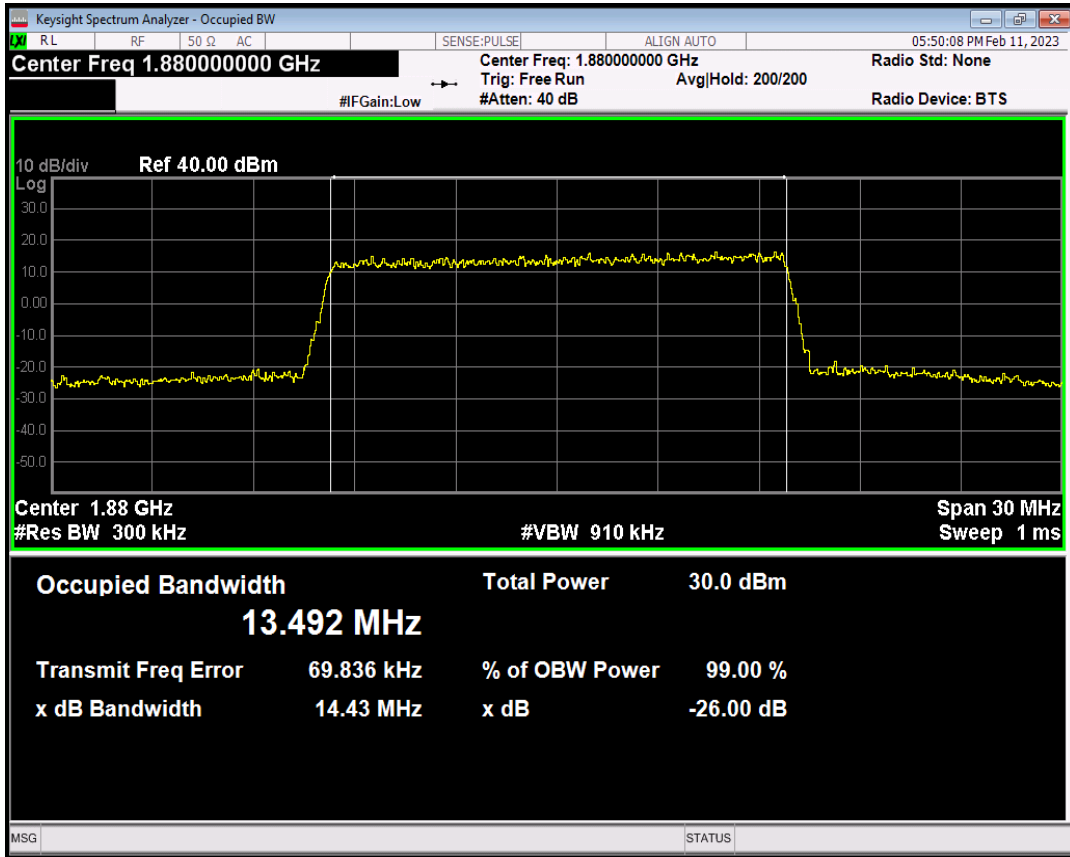 Keysight Spectrum Analyzer - Occupied BW
LXI RL RF 50 Ω AC SENSE:PULSE ALIGN AUTO 05:50:08 PM Feb 11, 2023
Center Freq 1.880000000 GHz Center Freq: 1.880000000 GHz Radio Std: None
Trig: Free Run Avg|Hold: 200/200
#IFGain:Low #Atten: 40 dB Radio Device: BTS
10 dB/div Ref 40.00 dBm
Log
30.0
20.0
10.0
0.00
-10.0
-20.0
-30.0
-40.0
-50.0
Center 1.88 GHz Span 30 MHz
#Res BW 300 kHz #VBW 910 kHz Sweep 1 ms
Occupied Bandwidth Total Power 30.0 dBm
13.492 MHz
Transmit Freq Error 69.836 kHz % of OBW Power 99.00 %
x dB Bandwidth 14.43 MHz x dB -26.00 dB
MSG STATUS